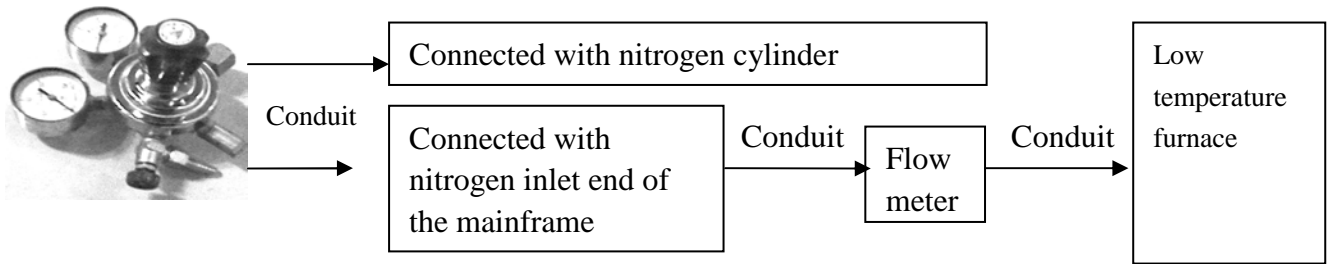 Connected with nitrogen cylinder
Conduit
Connected with
nitrogen inlet end of
the mainframe
Conduit
Flow
meter
Conduit
Low
temperature
furnace